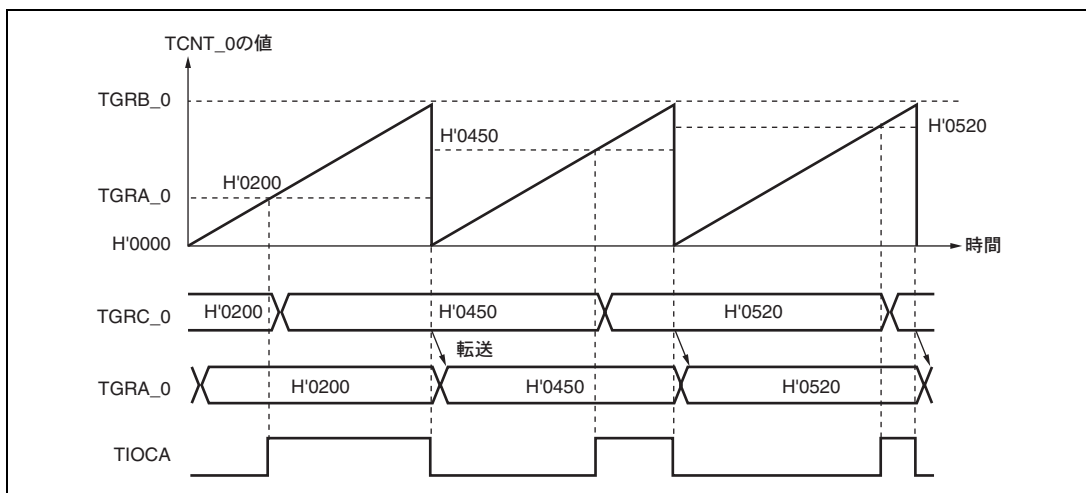 TCNT_0の値
TGRB_0
H'0520
H'0450
H'0200
TGRA_0
H'0000
時間
TGRC_0
H'0200
H'0450
H'0520
転送
TGRA_0
H'0200
H'0450
H'0520
TIOCA